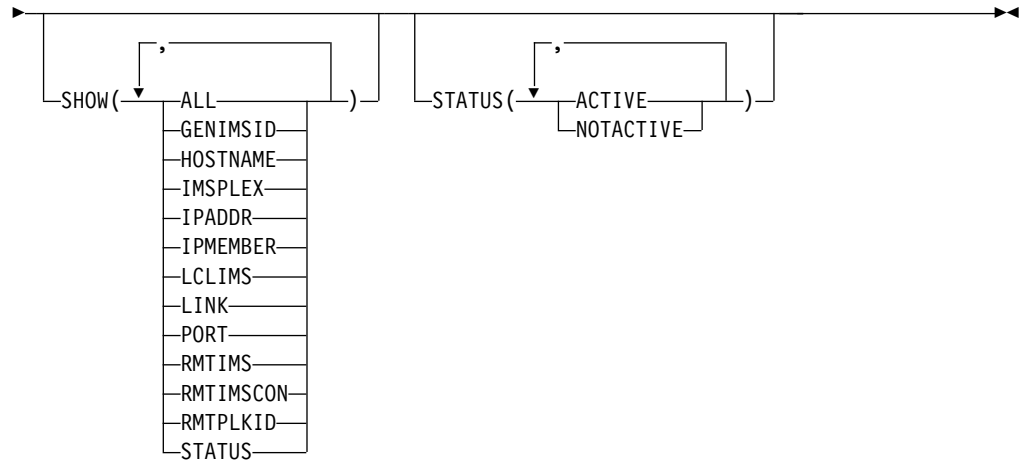 , ,
SHOW( ALL ) STATUS( ACTIVE )
GENIMSID NOTACTIVE
HOSTNAME
IMSPLEX
IPADDR
IPMEMBER
LCLIMS
LINK
PORT
RMTIMS
RMTIMSCON
RMTPLKID
STATUS